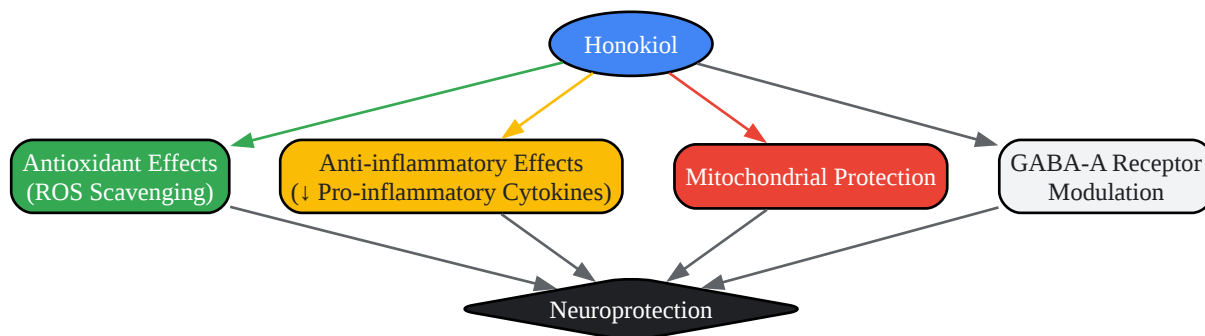 Honokiol
Antioxidant Effects
(ROS Scavenging)
Anti-inflammatory Effects
(↓ Pro-inflammatory Cytokines)
Mitochondrial Protection
GABA-A Receptor
Modulation
Neuroprotection